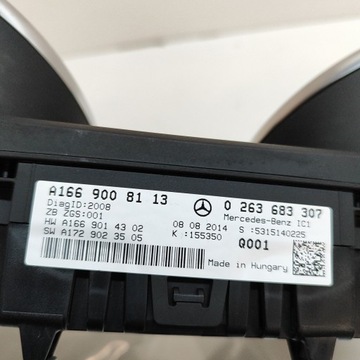 A166 900 81 13 0 263 683 307
DiagID:2008 Mercedes-Benz IC1
ZB ZGS:001
HW A166 901 43 02 08 08 2014 S :5315140225
SW A172 902 35 05 K :155350 Q001
Made in Hungary